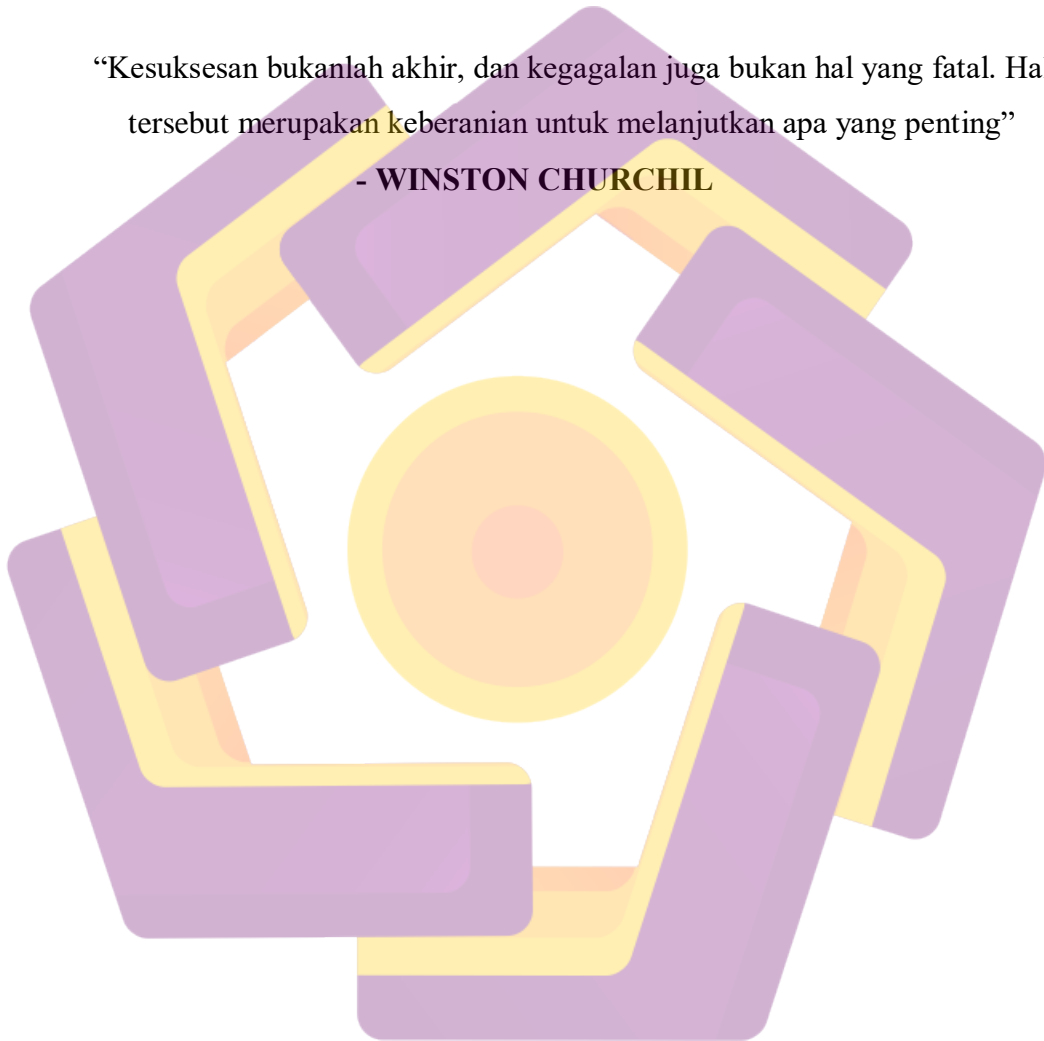 “Kesuksesan bukanlah akhir, dan kegagalan juga bukan hal yang fatal. Ha
tersebut merupakan keberanian untuk melanjutkan apa yang penting”
- WINSTON CHURCHIL